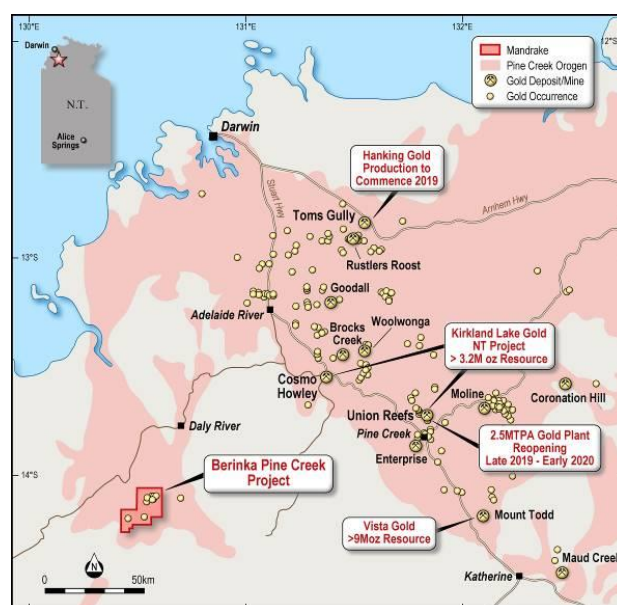 130°E
131°E
132°E
12°S
Darwin
N.T.
Alice
Springs
Mandrake
Pine Creek Orogen
Gold Deposit/Mine
Gold Occurrence
Darwin
Hanking Gold
Production to
Commence 2019
Stuart Hwy
Arnhem Hwy
Toms Gully
Rustlers Roost
13°S
Goodall
Adelaide River
Brocks
Creek
Woolwonga
Kirkland Lake Gold
NT Project
> 3.2M oz Resource
Cosmo
Howley
Moline
Coronation Hill
Union Reefs
Daly River
Pine Creek
2.5MTPA Gold Plant
Reopening
Late 2019 - Early 2020
Enterprise
Berinka Pine Creek
Project
14°S
Vista Gold
>9Moz Resource
Mount Todd
Maud Creek
N
Katherine
0
50km